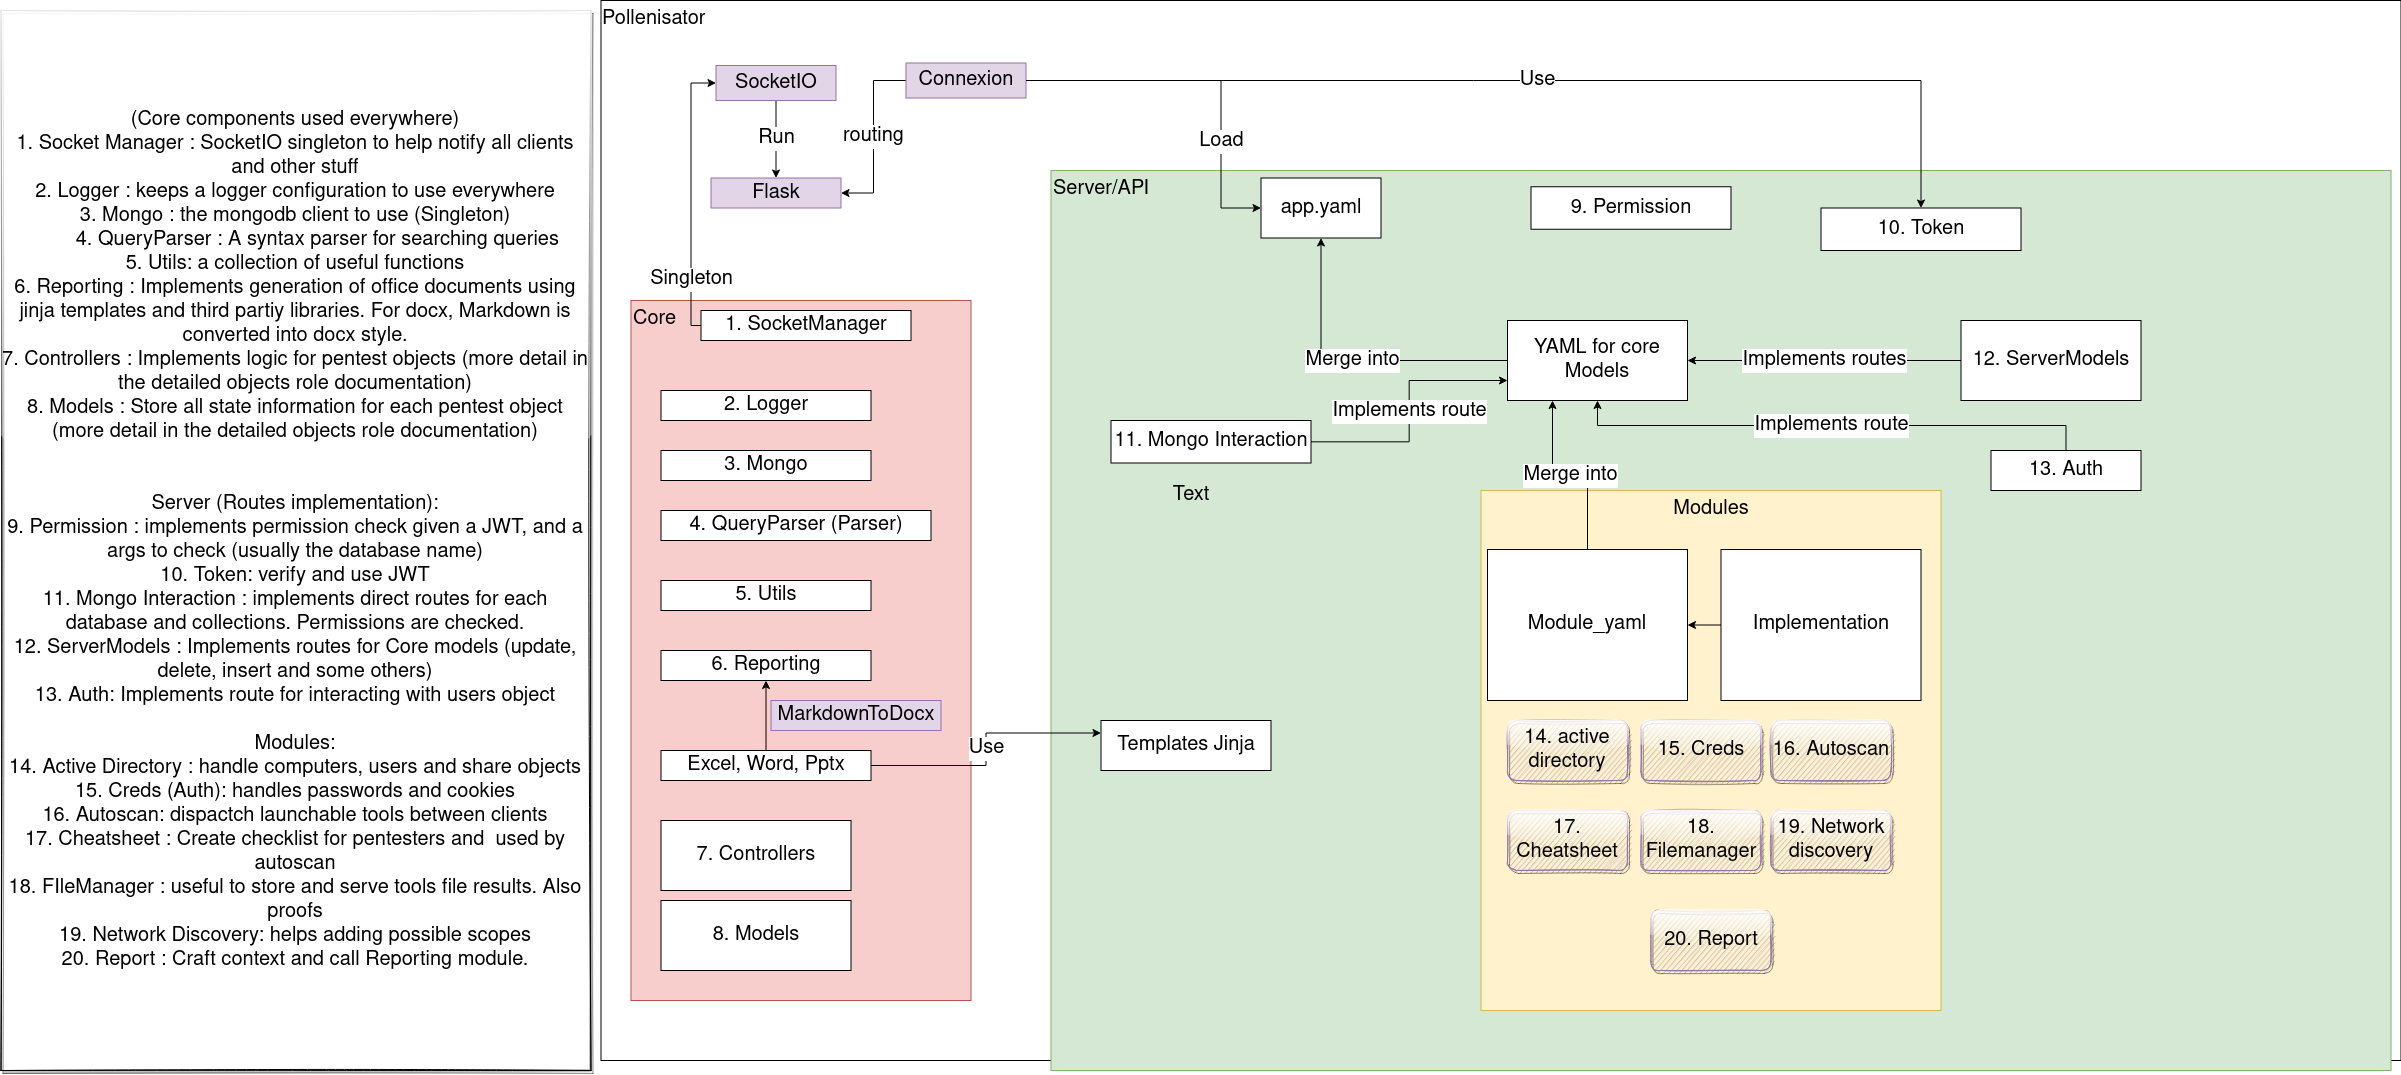 (Core components used everywhere)
1. Socket Manager : SocketIO singleton to help notify all clients
and other stuff
2. Logger : keeps a logger configuration to use everywhere
3. Mongo : the mongodb client to use (Singleton)
4. QueryParser : A syntax parser for searching queries
5. Utils: a collection of useful functions
6. Reporting : Implements generation of office documents using
jinja templates and third partiy libraries. For docx, Markdown is
converted into docx style.
7. Controllers : Implements logic for pentest objects (more detail in
the detailed objects role documentation)
8. Models : Store all state information for each pentest object
(more detail in the detailed objects role documentation)
Server (Routes implementation):
9. Permission : implements permission check given a JWT, and a
args to check (usually the database name)
10. Token: verify and use JWT
11. Mongo Interaction : implements direct routes for each
database and collections. Permissions are checked.
12. ServerModels : Implements routes for Core models (update,
delete, insert and some others)
13. Auth: Implements route for interacting with users object
Modules:
14. Active Directory : handle computers, users and share objects
15. Creds (Auth): handles passwords and cookies
16. Autoscan: dispactch launchable tools between clients
17. Cheatsheet : Create checklist for pentesters and  used by
autoscan
18. FIleManager : useful to store and serve tools file results. Also
proofs
19. Network Discovery: helps adding possible scopes
20. Report : Craft context and call Reporting module.
Pollenisator
SocketIO
Connexion
Use
Run
routing
Load
Flask
Singleton
Core
1. SocketManager
2. Logger
3. Mongo
4. QueryParser (Parser)
5. Utils
6. Reporting
MarkdownToDocx
Excel, Word, Pptx
Use
7. Controllers
8. Models
Server/API
app.yaml
9. Permission
10. Token
Merge into
YAML for core
Models
Implements routes
12. ServerModels
Implements route
11. Mongo Interaction
Implements route
13. Auth
Text
Merge into
Modules
Module_yaml
Implementation
Templates Jinja
14. active
directory
15. Creds
16. Autoscan
17.
Cheatsheet
18.
Filemanager
19. Network
discovery
20. Report